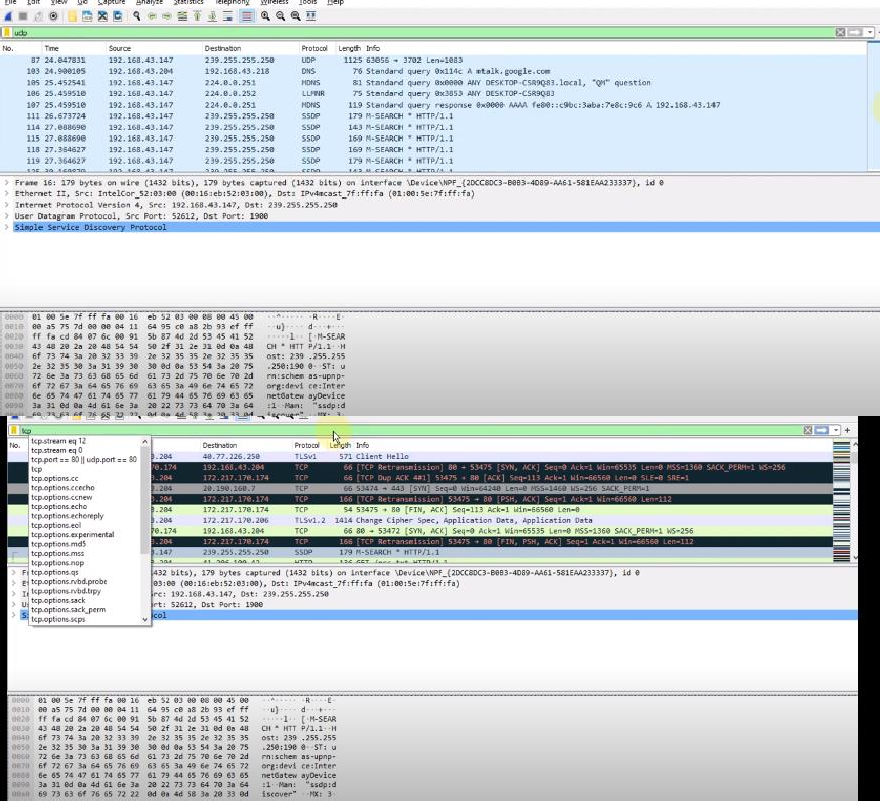 File Edit View Go Capture Analyze Statistics Telephony Wireless Tools Help
udp
No. Time Source Destination Protocol Length Info
87 24.047831 192.168.43.147 239.255.255.250 UDP 1125 63056 → 3702 Len=1083
103 24.900105 192.168.43.204 192.168.43.218 DNS 76 Standard query 0x114c A mtalk.google.com
105 25.452541 192.168.43.147 224.0.0.251 MDNS 81 Standard query 0x0000 ANY DESKTOP-C5R9Q83.local, "QM" question
106 25.459510 192.168.43.147 224.0.0.252 LLMNR 75 Standard query 0x3853 ANY DESKTOP-C5R9Q83
107 25.459510 192.168.43.147 224.0.0.251 MDNS 119 Standard query response 0x0000 AAAA fe80::c9bc:3aba:7e8c:9c6 A 192.168.43.147
111 26.673724 192.168.43.147 239.255.255.250 SSDP 179 M-SEARCH * HTTP/1.1
114 27.088690 192.168.43.147 239.255.255.250 SSDP 143 M-SEARCH * HTTP/1.1
115 27.088690 192.168.43.147 239.255.255.250 SSDP 169 M-SEARCH * HTTP/1.1
118 27.364627 192.168.43.147 239.255.255.250 SSDP 169 M-SEARCH * HTTP/1.1
119 27.364627 192.168.43.147 239.255.255.250 SSDP 179 M-SEARCH * HTTP/1.1
Frame 16: 179 bytes on wire (1432 bits), 179 bytes captured (1432 bits) on interface \Device\NPF_{2DCC8DC3-B0B3-4D89-AA61-581EAA233337}, id 0
Ethernet II, Src: IntelCor_52:03:00 (00:16:eb:52:03:00), Dst: IPv4mcast_7f:ff:fa (01:00:5e:7f:ff:fa)
Internet Protocol Version 4, Src: 192.168.43.147, Dst: 239.255.255.250
User Datagram Protocol, Src Port: 52612, Dst Port: 1900
Simple Service Discovery Protocol
0000 01 00 5e 7f ff fa 00 16 eb 52 03 00 08 00 45 00 ··^····· ·R····E·
0010 00 a5 75 7d 00 00 04 11 64 95 c0 a8 2b 93 ef ff ··u}···· d···+···
0020 ff fa cd 84 07 6c 00 91 5b 87 4d 2d 53 45 41 52 ·····l·· [·M-SEAR
0030 43 48 20 2a 20 48 54 54 50 2f 31 2e 31 0d 0a 48 CH * HTT P/1.1··H
0040 6f 73 74 3a 20 32 33 39 2e 32 35 35 2e 32 35 35 ost: 239 .255.255
0050 2e 32 35 30 3a 31 39 30 30 0d 0a 53 54 3a 20 75 .250:190 0··ST: u
0060 72 6e 3a 73 63 68 65 6d 61 73 2d 75 70 6e 70 2d rn:schem as-upnp-
0070 6f 72 67 3a 64 65 76 69 63 65 3a 49 6e 74 65 72 org:devi ce:Inter
0080 6e 65 74 47 61 74 65 77 61 79 44 65 76 69 63 65 netGatew ayDevice
0090 3a 31 0d 0a 4d 61 6e 3a 20 22 73 73 64 70 3a 64 :1··Man: "ssdp:d
tcp
No. Destination Protocol Length Info
tcp.stream eq 12
tcp.stream eq 0
tcp.port == 80 || udp.port == 80
tcp
tcp.options.cc
tcp.options.ccecho
tcp.options.ccnew
tcp.options.echo
tcp.options.echoreply
tcp.options.eol
tcp.options.experimental
tcp.options.md5
tcp.options.mss
tcp.options.nop
tcp.options.qs
tcp.options.rvbd.probe
tcp.options.rvbd.trpy
tcp.options.sack
tcp.options.sack_perm
tcp.options.scps
.204 40.77.226.250 TLSv1 571 Client Hello
70.174 192.168.43.204 TCP 66 [TCP Retransmission] 80 → 53475 [SYN, ACK] Seq=0 Ack=1 Win=65535 Len=0 MSS=1360 SACK_PERM=1 WS=256
.204 172.217.170.174 TCP 66 [TCP Dup ACK 4#1] 53475 → 80 [ACK] Seq=113 Ack=1 Win=66560 Len=0 SLE=0 SRE=1
.204 20.190.160.7 TCP 66 53474 → 443 [SYN] Seq=0 Win=64240 Len=0 MSS=1460 WS=256 SACK_PERM=1
.204 172.217.170.174 TCP 166 [TCP Retransmission] 53475 → 80 [PSH, ACK] Seq=1 Ack=1 Win=66560 Len=112
.204 172.217.170.174 TCP 54 53475 → 80 [FIN, ACK] Seq=113 Ack=1 Win=66560 Len=0
.204 172.217.170.206 TLSv1.2 1414 Change Cipher Spec, Application Data, Application Data
70.174 192.168.43.204 TCP 66 80 → 53472 [SYN, ACK] Seq=0 Ack=1 Win=65535 Len=0 MSS=1360 SACK_PERM=1 WS=256
.204 172.217.170.174 TCP 166 [TCP Retransmission] 53475 → 80 [FIN, PSH, ACK] Seq=1 Ack=1 Win=66560 Len=112
.147 239.255.255.250 SSDP 179 M-SEARCH * HTTP/1.1
432 bits), 179 bytes captured (1432 bits) on interface \Device\NPF_{2DCC8DC3-B0B3-4D89-AA61-581EAA233337}, id 0
03:00 (00:16:eb:52:03:00), Dst: IPv4mcast_7f:ff:fa (01:00:5e:7f:ff:fa)
rc: 192.168.43.147, Dst: 239.255.255.250
ort: 52612, Dst Port: 1900
ocol
0000 01 00 5e 7f ff fa 00 16 eb 52 03 00 08 00 45 00 ··^····· ·R····E·
0010 00 a5 75 7d 00 00 04 11 64 95 c0 a8 2b 93 ef ff ··u}···· d···+···
0020 ff fa cd 84 07 6c 00 91 5b 87 4d 2d 53 45 41 52 ·····l·· [·M-SEAR
0030 43 48 20 2a 20 48 54 54 50 2f 31 2e 31 0d 0a 48 CH * HTT P/1.1··H
0040 6f 73 74 3a 20 32 33 39 2e 32 35 35 2e 32 35 35 ost: 239 .255.255
0050 2e 32 35 30 3a 31 39 30 30 0d 0a 53 54 3a 20 75 .250:190 0··ST: u
0060 72 6e 3a 73 63 68 65 6d 61 73 2d 75 70 6e 70 2d rn:schem as-upnp-
0070 6f 72 67 3a 64 65 76 69 63 65 3a 49 6e 74 65 72 org:devi ce:Inter
0080 6e 65 74 47 61 74 65 77 61 79 44 65 76 69 63 65 netGatew ayDevice
0090 3a 31 0d 0a 4d 61 6e 3a 20 22 73 73 64 70 3a 64 :1··Man: "ssdp:d
00a0 69 73 63 6f 76 65 72 22 0d 0a 4d 58 3a 20 33 0d iscover" ··MX: 3·